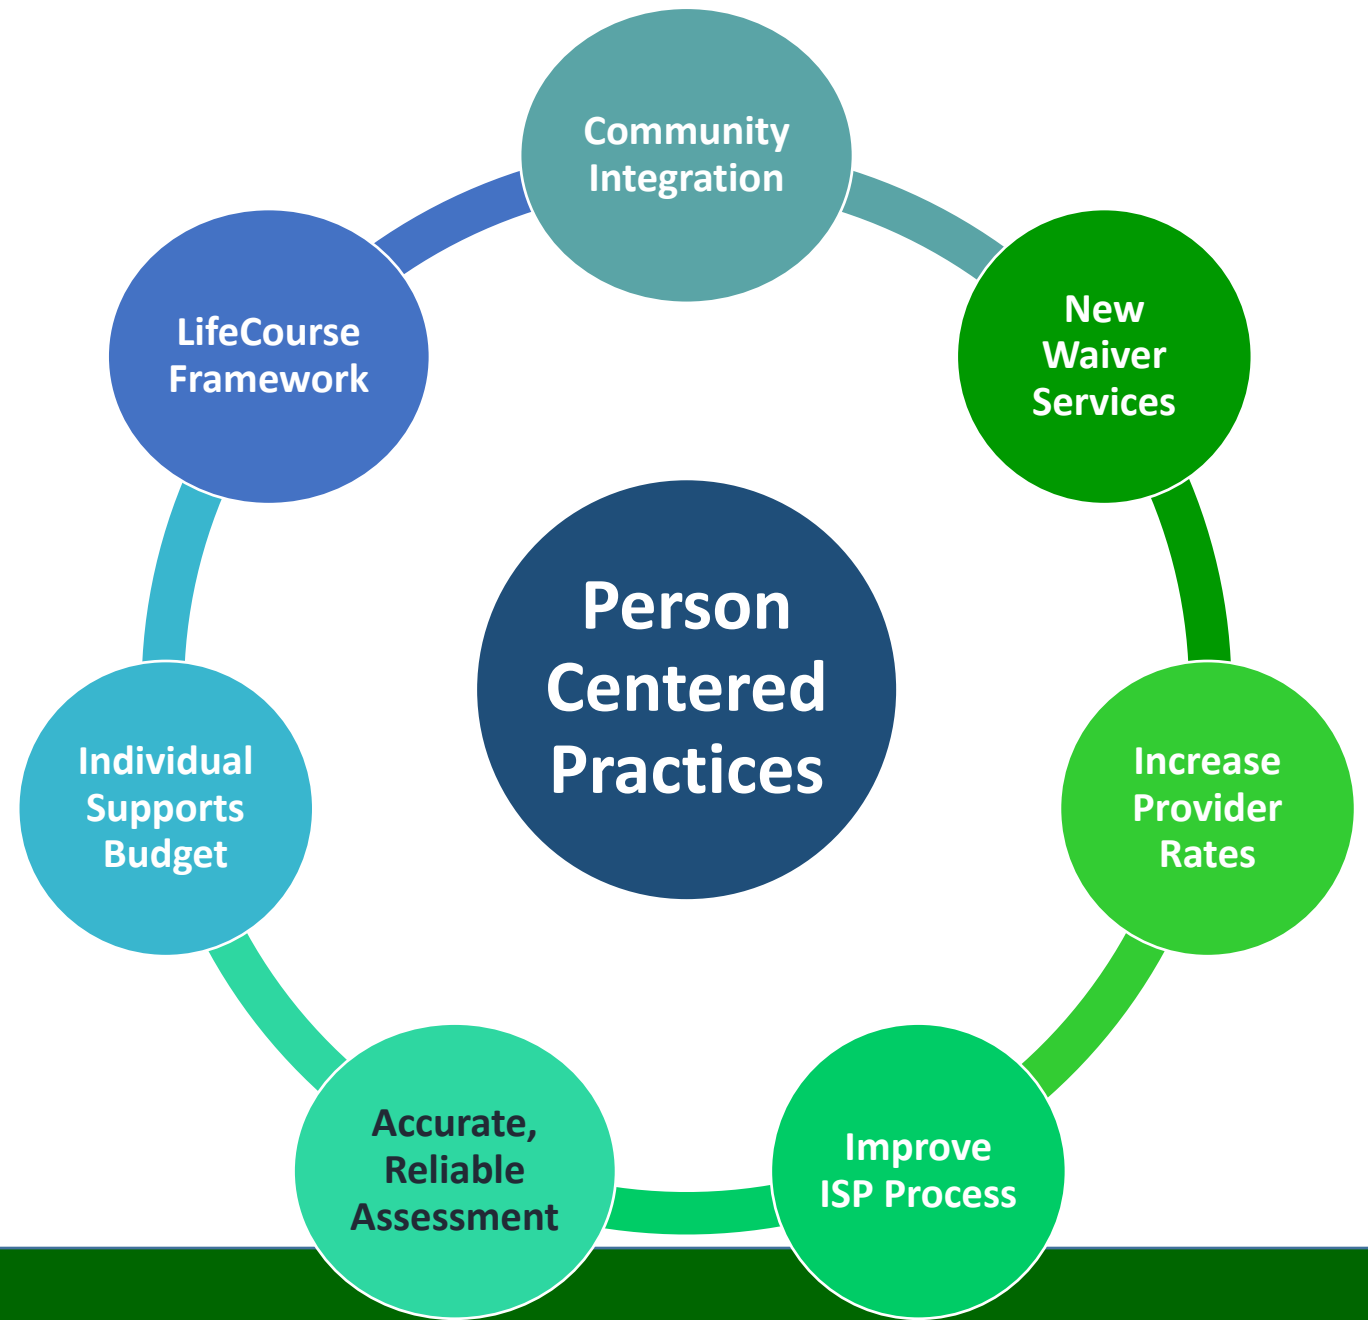 Community
Integration
New
Waiver
Services
Increase
Provider
Rates
Improve
ISP Process
Accurate,
Reliable
Assessment
Individual
Supports
Budget
LifeCourse
Framework
Person
Centered
Practices